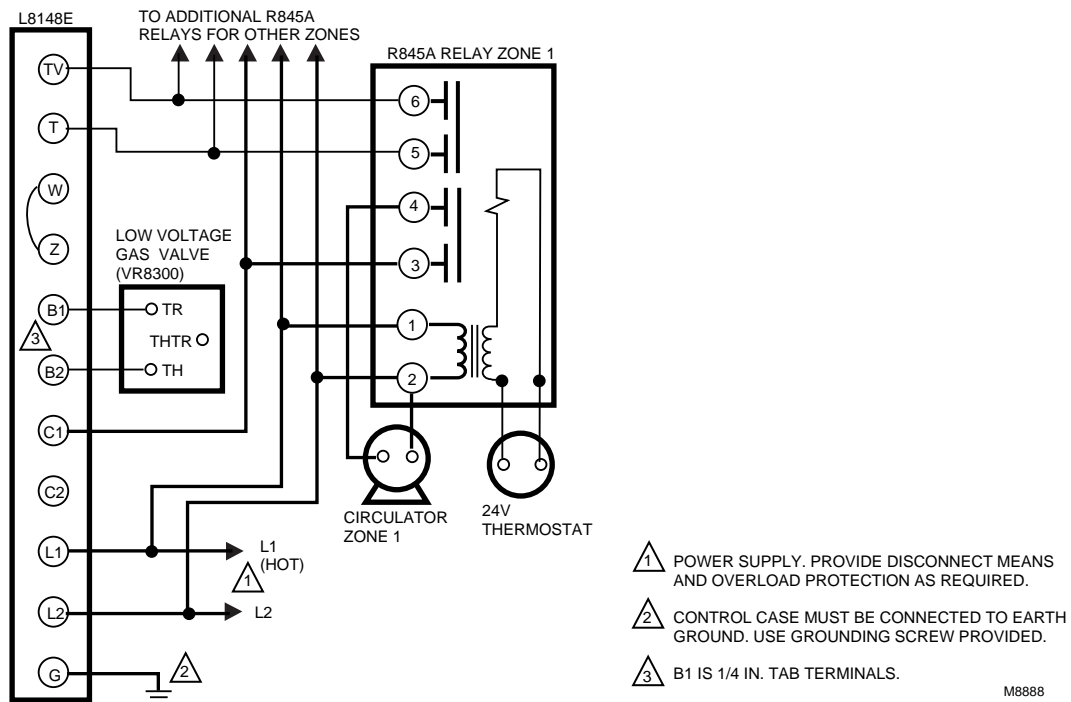 L8148E
TO ADDITIONAL R845A
RELAYS FOR OTHER ZONES
R845A RELAY ZONE 1
TV
T
W
Z
B1
B2
C1
C2
L1
L2
G
3
LOW VOLTAGE
GAS VALVE
(VR8300)
TR
THTR
TH
6
5
4
3
1
2
CIRCULATOR
ZONE 1
24V
THERMOSTAT
L1
(HOT)
1
L2
2
1 POWER SUPPLY. PROVIDE DISCONNECT MEANS
AND OVERLOAD PROTECTION AS REQUIRED.
2 CONTROL CASE MUST BE CONNECTED TO EARTH
GROUND. USE GROUNDING SCREW PROVIDED.
3 B1 IS 1/4 IN. TAB TERMINALS.
M8888